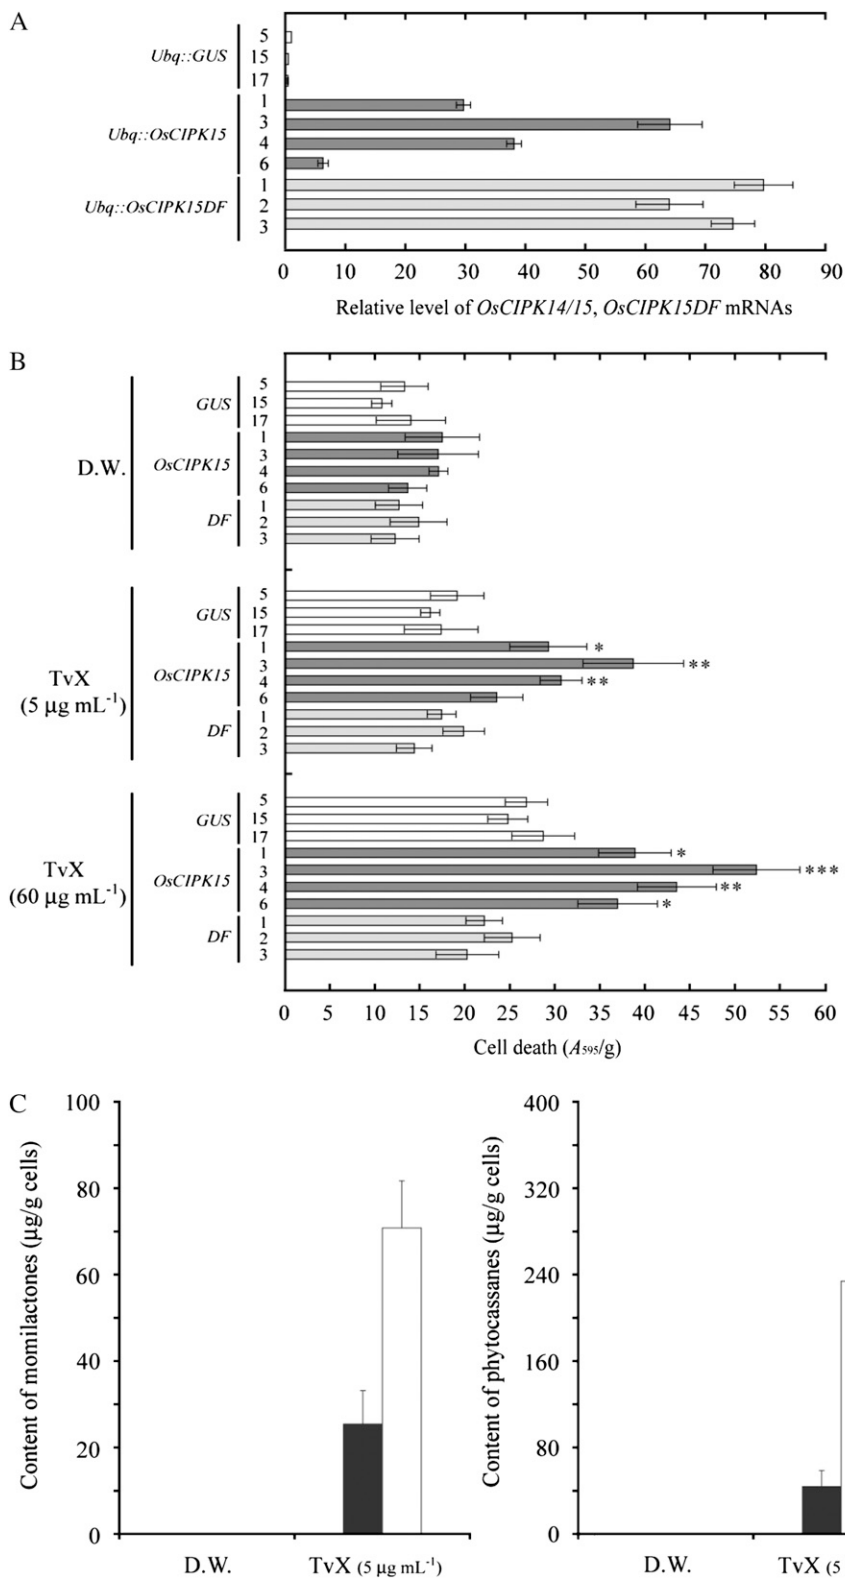 A
Ubq::GUS
5
15
17
Ubq::OsCIPK15
1
3
4
6
Ubq::OsCIPK15DF
1
2
3
0 10 20 30 40 50 60 70 80 90
Relative level of OsCIPK14/15, OsCIPK15DF mRNAs
B
D.W.
GUS
5
15
17
OsCIPK15
1
3
4
6
DF
1
2
3
TvX
(5 µg mL⁻¹)
GUS
5
15
17
OsCIPK15
1 *
3 **
4 **
6
DF
1
2
3
TvX
(60 µg mL⁻¹)
GUS
5
15
17
OsCIPK15
1 *
3 ***
4 **
6 *
DF
1
2
3
0 5 10 15 20 25 30 35 40 45 50 55 60
Cell death (A₅₉₅/g)
C
Content of momilactones (µg/g cells)
100
80
60
40
20
0
D.W. TvX (5 µg mL⁻¹)
Content of phytocassanes (µg/g cells)
400
320
240
160
80
0
D.W. TvX (5